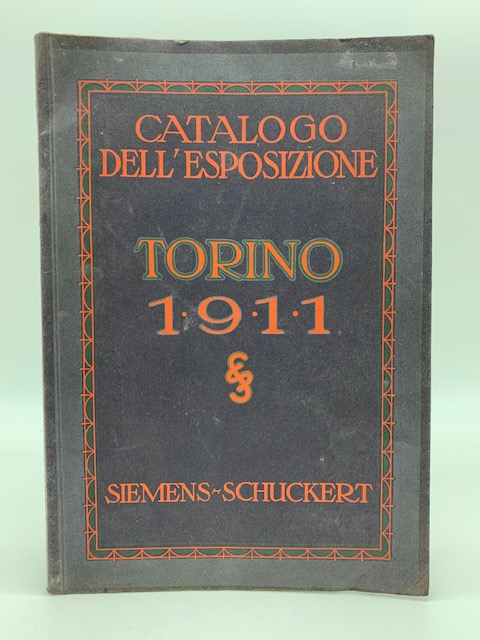 CATALOGO
DELL'ESPOSIZIONE
TORINO
1·9·1·1
SIEMENS~SCHUCKERT